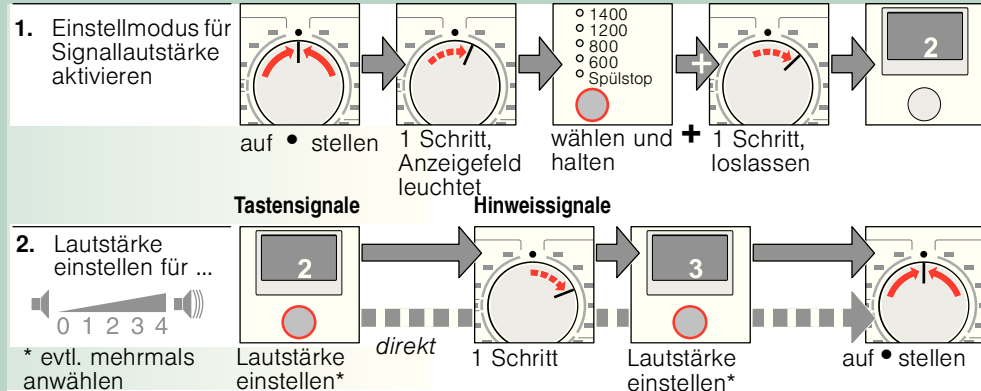 1. Einstellmodus für
Signallautstärke
aktivieren
auf • stellen
1 Schritt,
Anzeigefeld
leuchtet
1400
1200
800
600
Spülstop
wählen und
halten
+
+
1 Schritt,
loslassen
2
Tastensignale
Hinweissignale
2. Lautstärke
einstellen für ...
0 1 2 3 4
* evtl. mehrmals
anwählen
2
Lautstärke
einstellen*
direkt
1 Schritt
3
Lautstärke
einstellen*
auf • stellen